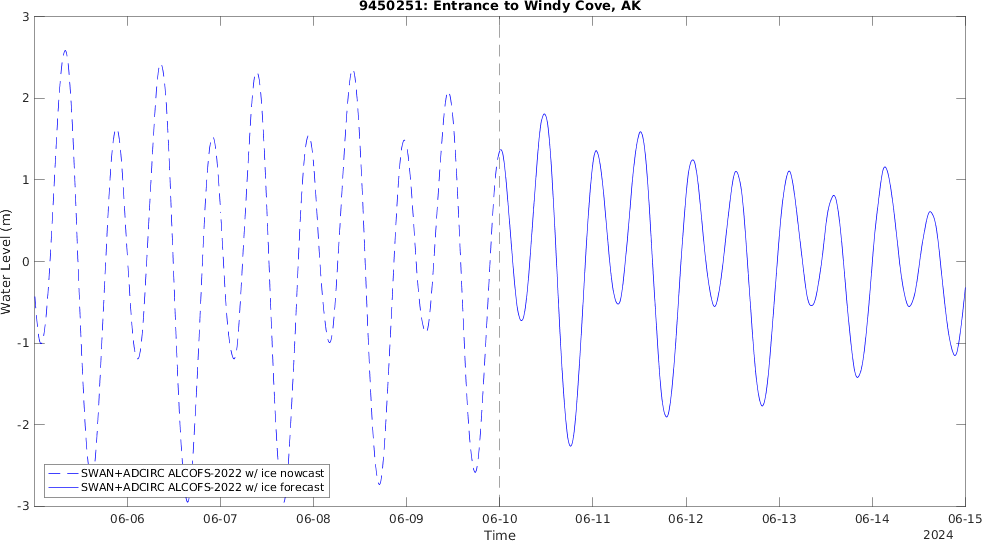 9450251: Entrance to Windy Cove, AK
3
2
1
0
-1
-2
-3
Water Level (m)
SWAN+ADCIRC ALCOFS-2022 w/ ice nowcast
SWAN+ADCIRC ALCOFS-2022 w/ ice forecast
06-06 06-07 06-08 06-09 06-10 06-11 06-12 06-13 06-14 06-15
Time
2024